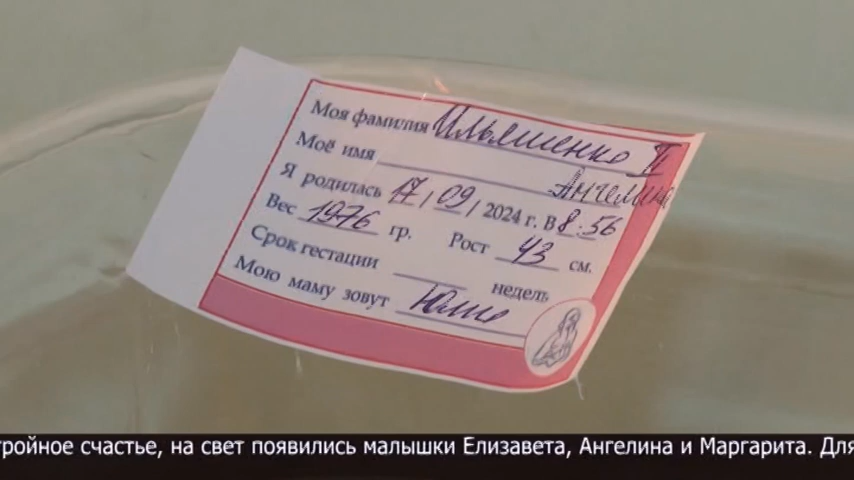 Моя фамилия Ильяшенко II
Моё имя Ангелина
Я родилась 17/09/2024 г. В 8:56
Вес 1976 гр. Рост 43 см.
Срок гестации недель
Мою маму зовут Юлия
тройное счастье, на свет появились малышки Елизавета, Ангелина и Маргарита. Для